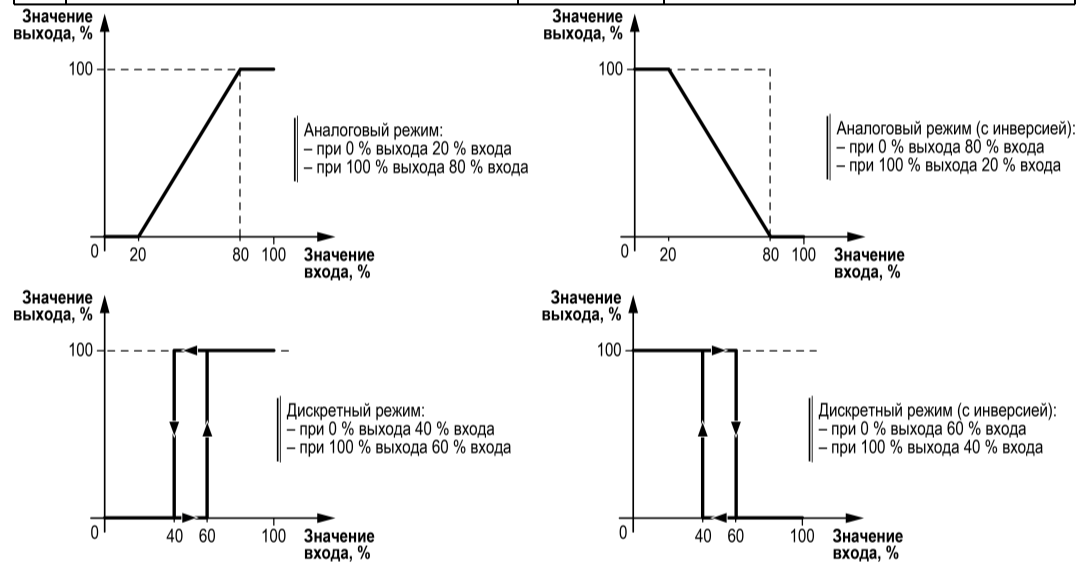 Значение
выхода, %
100
0
20
80
100
Значение
входа, %
Аналоговый режим:
– при 0 % выхода 20 % входа
– при 100 % выхода 80 % входа
Значение
выхода, %
100
0
20
80
100
Значение
входа, %
Аналоговый режим (с инверсией):
– при 0 % выхода 80 % входа
– при 100 % выхода 20 % входа
Значение
выхода, %
100
0
40
60
100
Значение
входа, %
Дискретный режим:
– при 0 % выхода 40 % входа
– при 100 % выхода 60 % входа
Значение
выхода, %
100
0
40
60
100
Значение
входа, %
Дискретный режим (с инверсией):
– при 0 % выхода 60 % входа
– при 100 % выхода 40 % входа